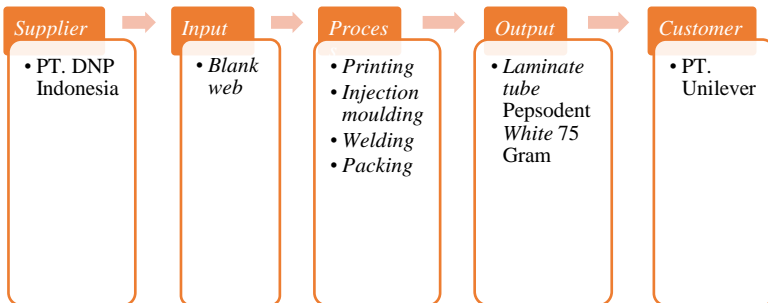 Supplier
• PT. DNP
Indonesia
Input
• Blank
web
Proces
• Printing
• Injection
moulding
• Welding
• Packing
Output
• Laminate
tube
Pepsodent
White 75
Gram
Customer
• PT.
Unilever